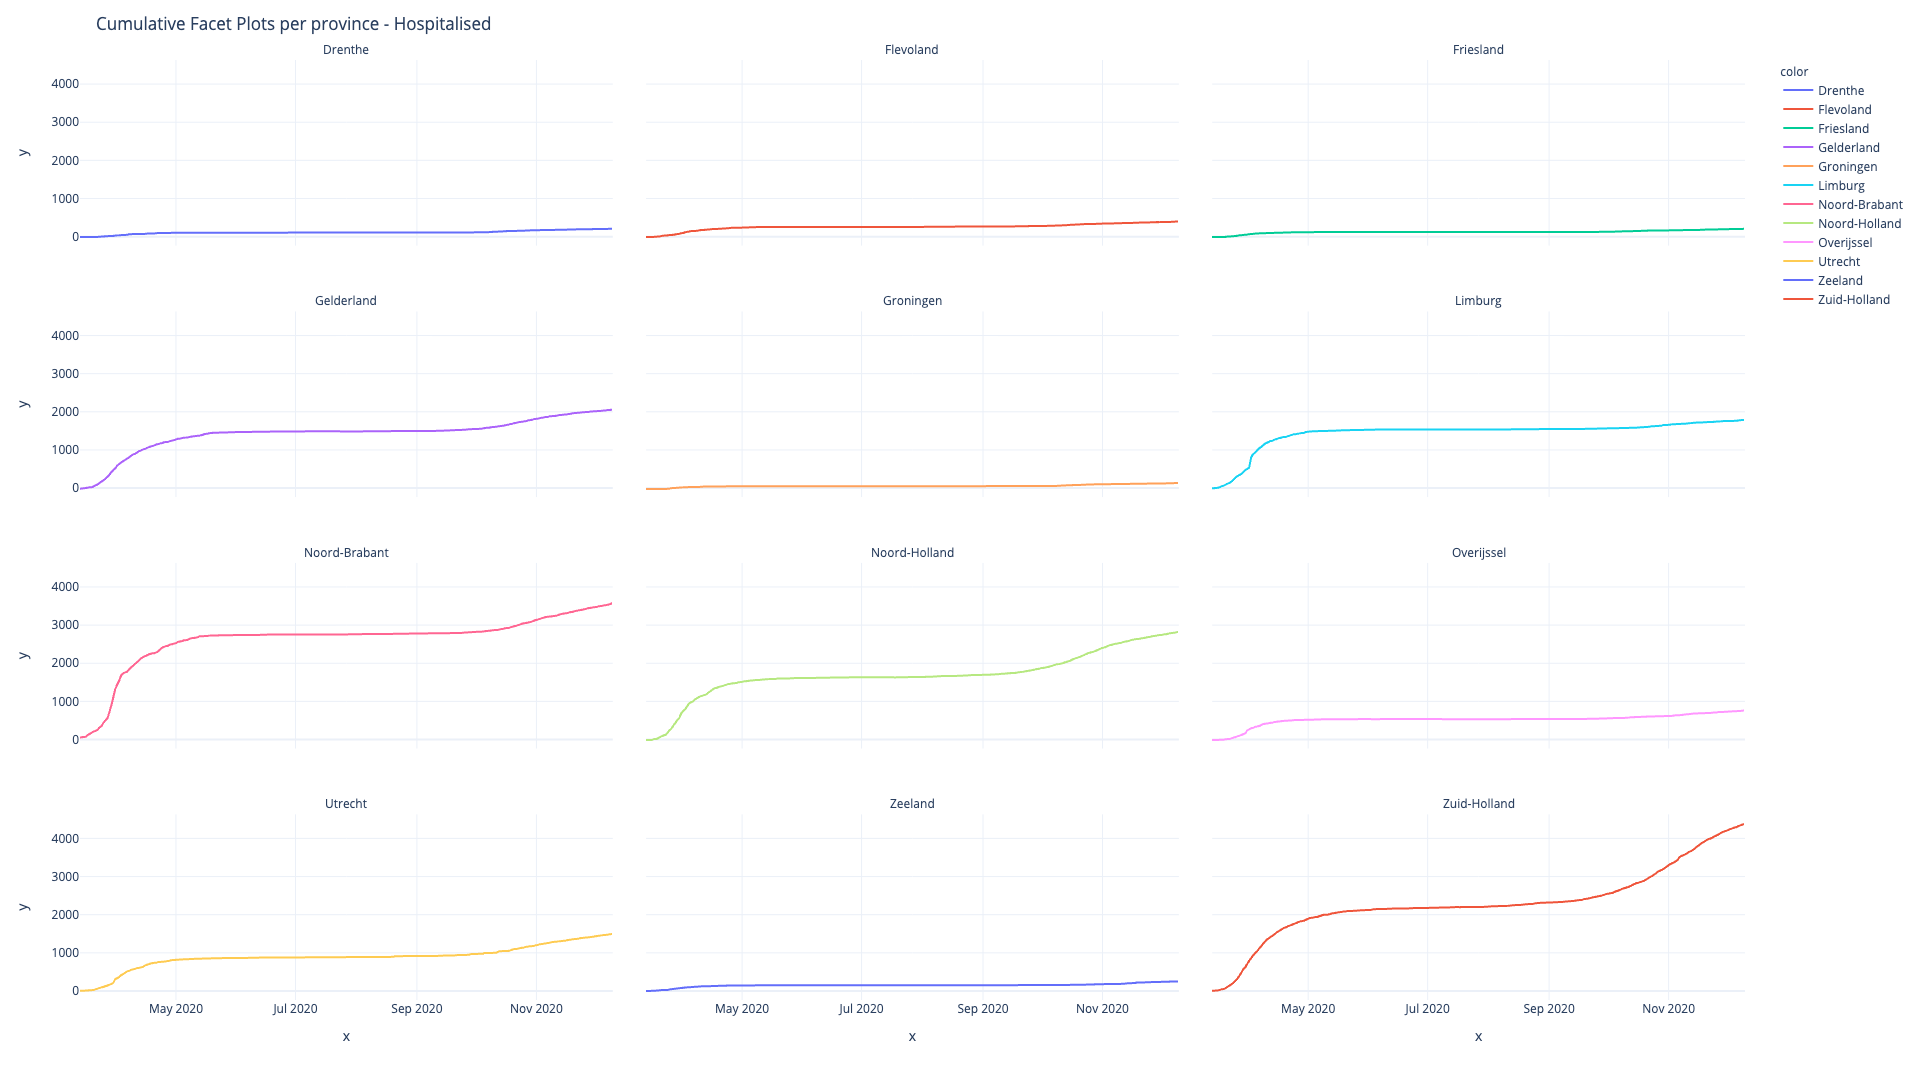 Cumulative Facet Plots per province - Hospitalised
Drenthe
Flevoland
Friesland
4000
3000
2000
1000
0
y
color
Drenthe
Flevoland
Friesland
Gelderland
Groningen
Limburg
Noord-Brabant
Noord-Holland
Overijssel
Utrecht
Zeeland
Zuid-Holland
Gelderland
Groningen
Limburg
4000
3000
2000
1000
0
y
Noord-Brabant
Noord-Holland
Overijssel
4000
3000
2000
1000
0
y
Utrecht
Zeeland
Zuid-Holland
4000
3000
2000
1000
0
y
May 2020 Jul 2020 Sep 2020 Nov 2020
May 2020 Jul 2020 Sep 2020 Nov 2020
May 2020 Jul 2020 Sep 2020 Nov 2020
x
x
x